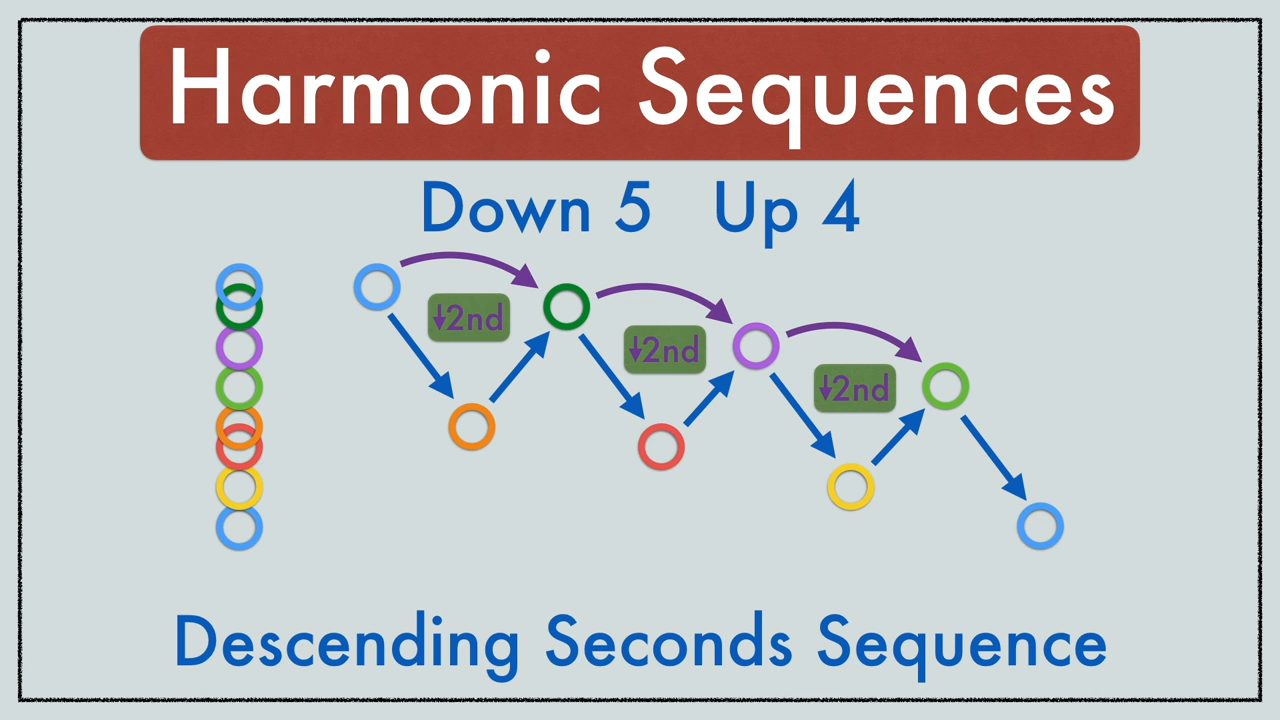 Harmonic Sequences
Down 5 Up 4
↓2nd
↓2nd
↓2nd
Descending Seconds Sequence